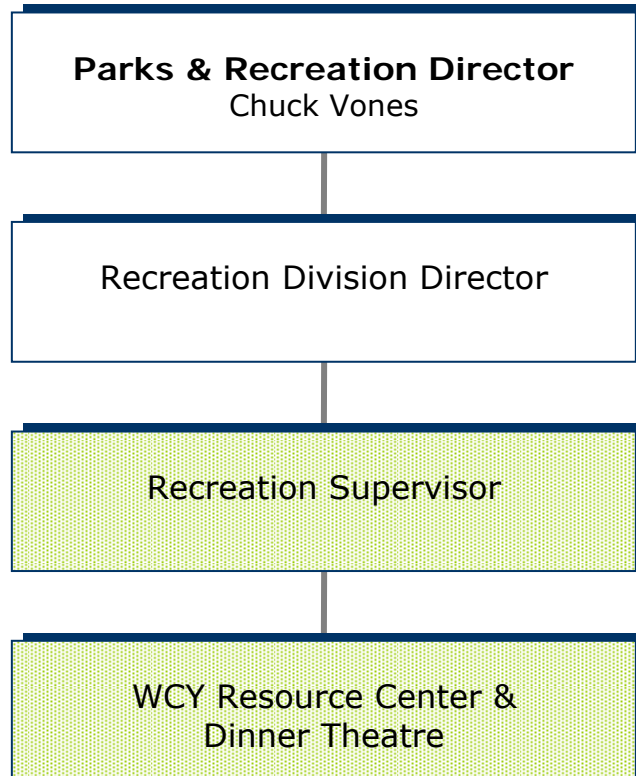 Parks & Recreation Director
Chuck Vones
Recreation Division Director
Recreation Supervisor
WCY Resource Center &
Dinner Theatre